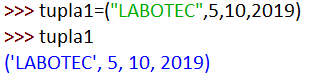 >>> tupla1=("LABOTEC",5,10,2019)
>>> tupla1
('LABOTEC', 5, 10, 2019)